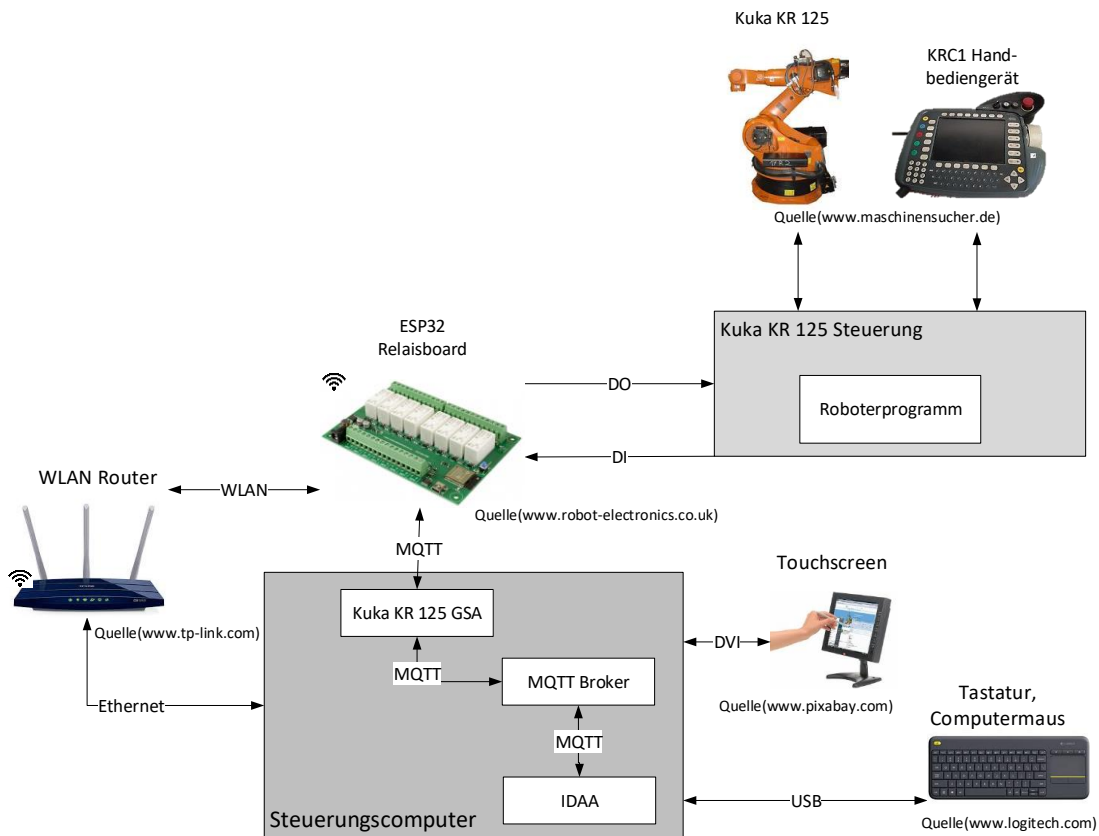 Kuka KR 125
KRC1 Hand-
bediengerät
Quelle(www.maschinensucher.de)
ESP32
Relaisboard
Kuka KR 125 Steuerung
DO
Roboterprogramm
DI
WLAN Router
WLAN
Quelle(www.robot-electronics.co.uk)
MQTT
Touchscreen
Kuka KR 125 GSA
Quelle(www.tp-link.com)
DVI
MQTT
MQTT Broker
Quelle(www.pixabay.com)
Tastatur,
Computermaus
Ethernet
MQTT
IDAA
USB
Steuerungscomputer
Quelle(www.logitech.com)